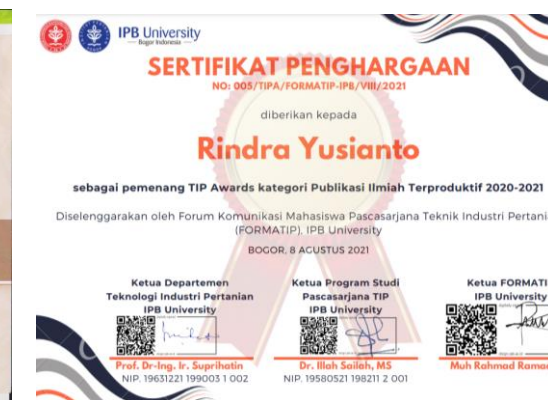 IPB University
Bogor Indonesia
SERTIFIKAT PENGHARGAAN
NO: 005/TIPA/FORMATIP-IPB/VIII/2021
diberikan kepada
Rindra Yusianto
sebagai pemenang TIP Awards kategori Publikasi Ilmiah Terproduktif 2020-2021
Diselenggarakan oleh Forum Komunikasi Mahasiswa Pascasarjana Teknik Industri
(FORMATIP), IPB University
BOGOR, 8 AGUSTUS 2021
Ketua Departemen
Teknologi Industri Pertanian
IPB University
Prof. Dr-Ing. Ir. Suprihatin
NIP. 19631221 199003 1 002
Ketua Program Studi
Pascasarjana TIP
IPB University
Dr. Illah Sailah, MS
NIP. 19580521 198211 2 001
Ketua
IPB University
Muh Rahmad